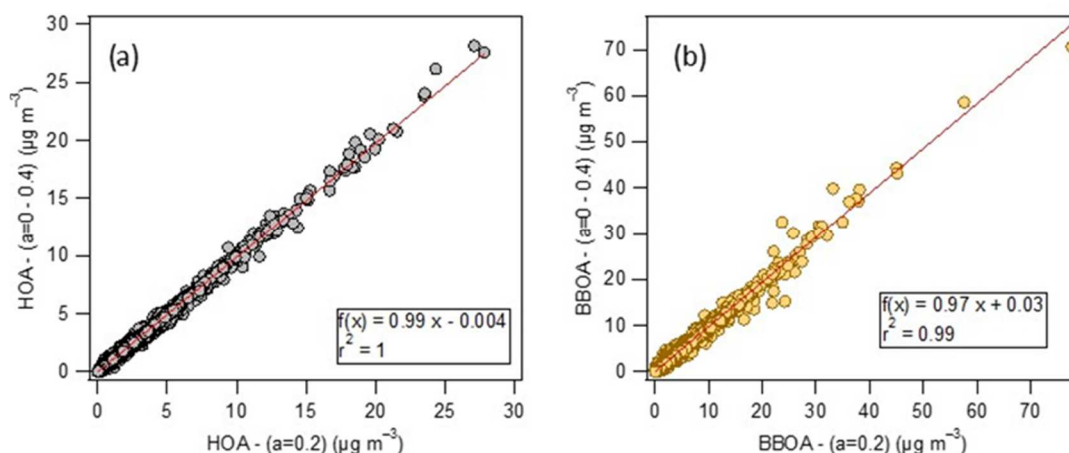 (a)
HOA - (a=0 - 0.4) (µg m⁻³)
30
25
20
15
10
5
0
f(x) = 0.99 x - 0.004
r² = 1
0 5 10 15 20 25 30
HOA - (a=0.2) (µg m⁻³)
(b)
BBOA - (a=0 - 0.4) (µg m⁻³)
70
60
50
40
30
20
10
0
f(x) = 0.97 x + 0.03
r² = 0.99
0 10 20 30 40 50 60 70
BBOA - (a=0.2) (µg m⁻³)